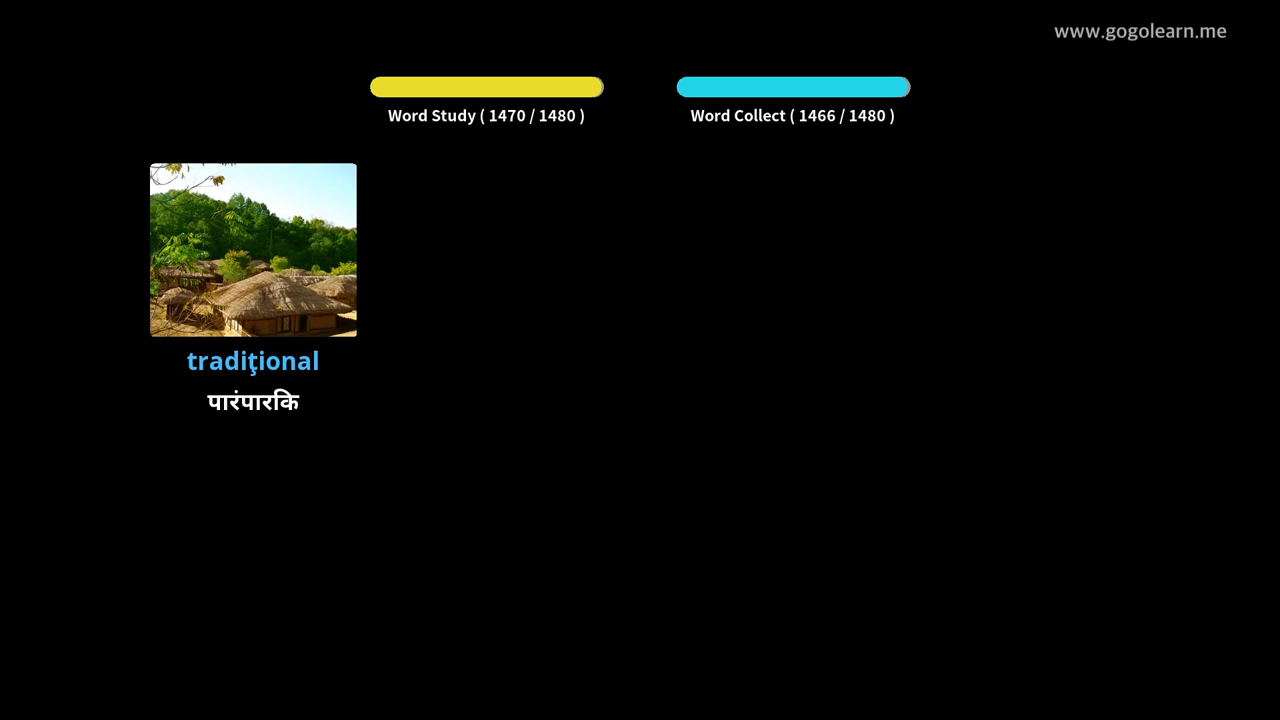 www.gogolearn.me
Word Study ( 1470 / 1480 )
Word Collect ( 1466 / 1480 )
tradiţional
पारंपारकि